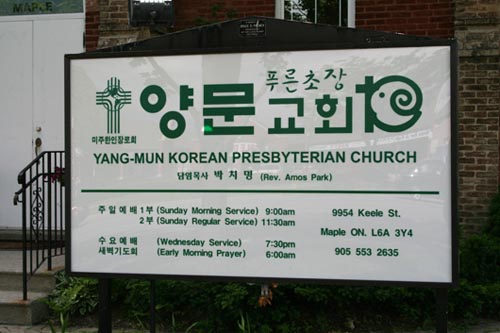 MAPLE
푸른초장
양문교회
미주한인장로회
YANG-MUN KOREAN PRESBYTERIAN CHURCH
담임목사 박치명 (Rev. Amos Park)
주일예배 1부 (Sunday Morning Service) 9:00am
2부 (Sunday Regular Service) 11:30am
수요예배 (Wednesday Service) 7:30pm
새벽기도회 (Early Morning Prayer) 6:00am
9954 Keele St.
Maple ON. L6A 3Y4
905 553 2635